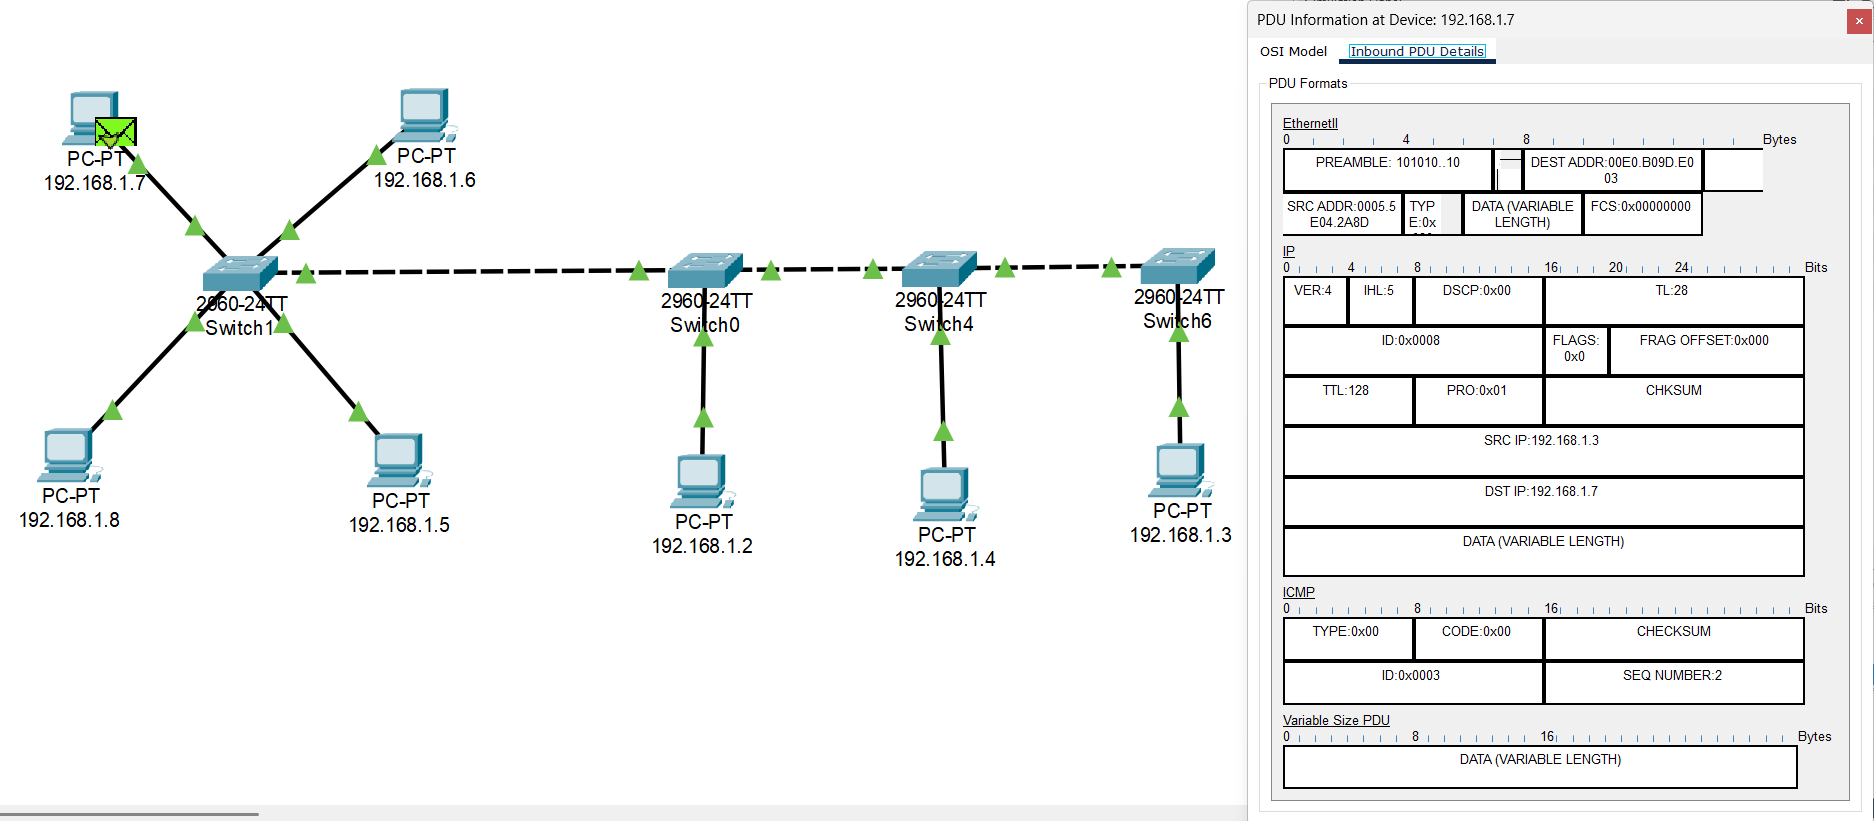 PC-PT
192.168.1.7
PC-PT
192.168.1.6
2960-24TT
Switch1
2960-24TT
Switch0
2960-24TT
Switch4
2960-24TT
Switch6
PC-PT
192.168.1.8
PC-PT
192.168.1.5
PC-PT
192.168.1.2
PC-PT
192.168.1.4
PC-PT
192.168.1.3
PDU Information at Device: 192.168.1.7
OSI Model Inbound PDU Details
PDU Formats
EthernetII
0 4 8 Bytes
PREAMBLE: 101010..10
DEST ADDR:00E0.B09D.E0
03
SRC ADDR:0005.5
E04.2A8D
TYP
E:0x
DATA (VARIABLE
LENGTH)
FCS:0x00000000
IP
0 4 8 16 20 24 Bits
VER:4 IHL:5 DSCP:0x00 TL:28
ID:0x0008
FLAGS:
0x0
FRAG OFFSET:0x000
TTL:128 PRO:0x01 CHKSUM
SRC IP:192.168.1.3
DST IP:192.168.1.7
DATA (VARIABLE LENGTH)
ICMP
0 8 16 Bits
TYPE:0x00 CODE:0x00 CHECKSUM
ID:0x0003 SEQ NUMBER:2
Variable Size PDU
0 8 16 Bytes
DATA (VARIABLE LENGTH)